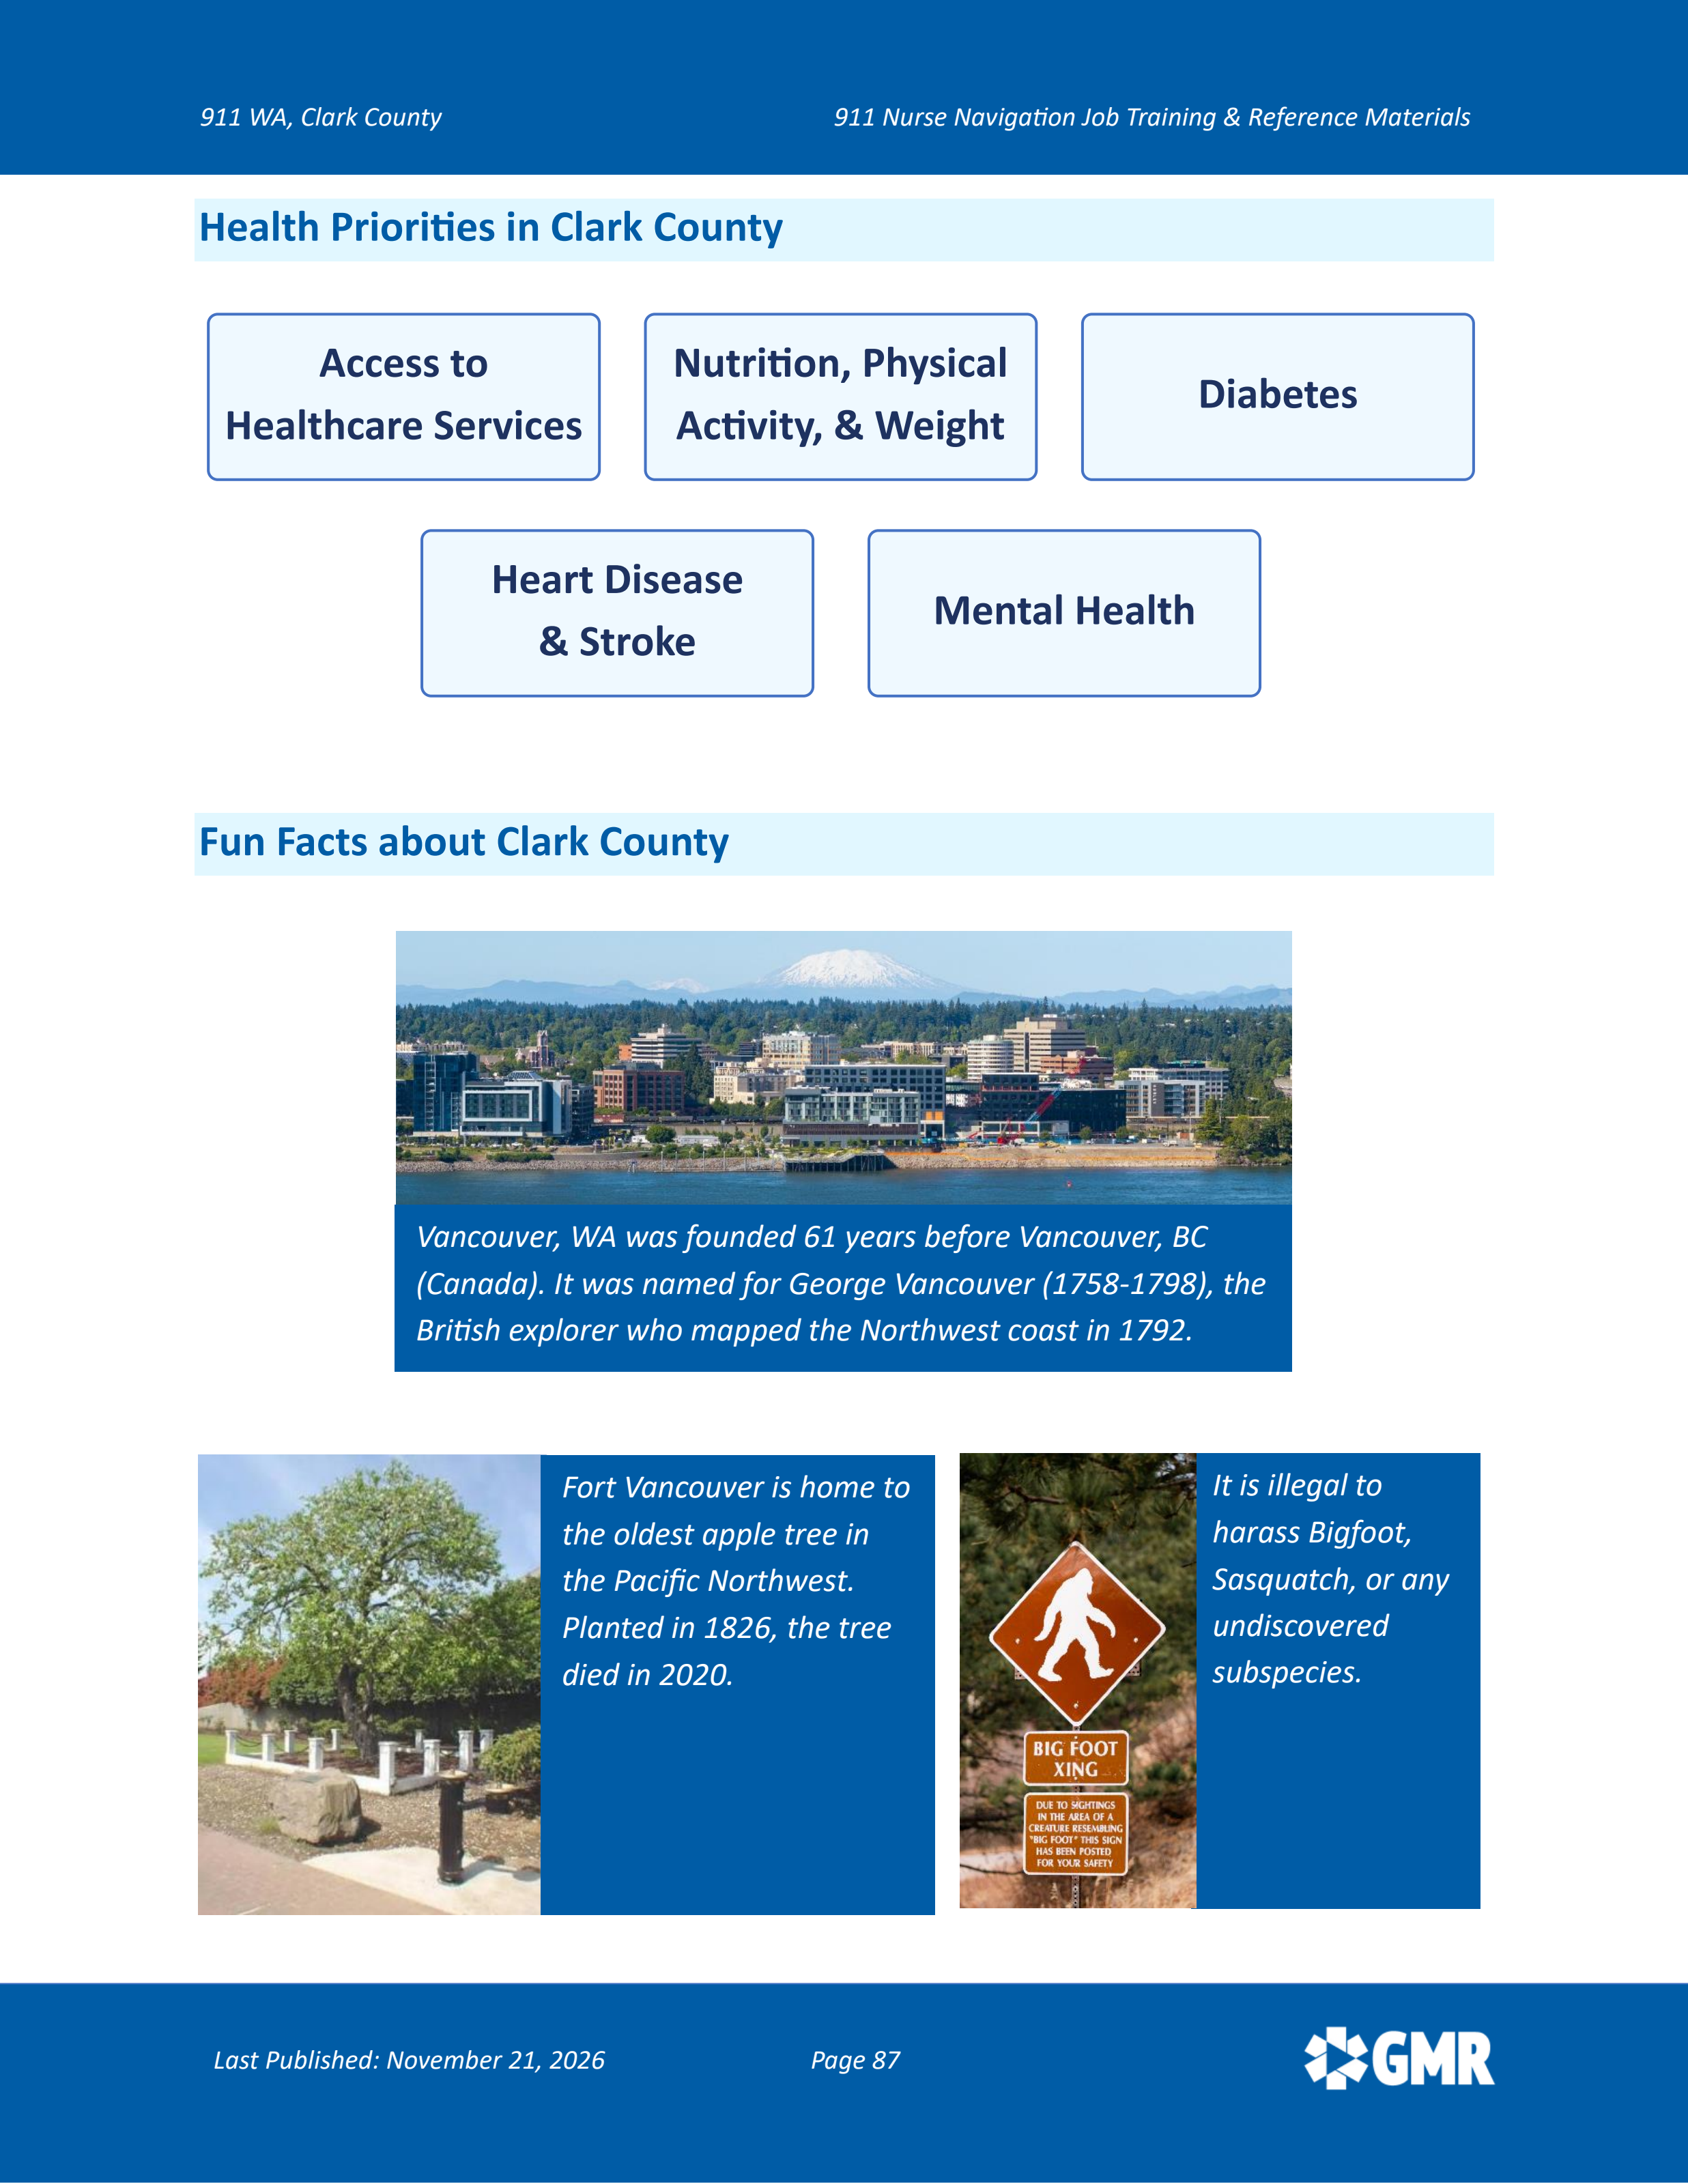 911 WA, Clark County
911 Nurse Navigation Job Training & Reference Materials
Health Priorities in Clark County
Access to
Healthcare Services
Nutrition, Physical
Activity, & Weight
Diabetes
Heart Disease
& Stroke
Mental Health
Fun Facts about Clark County
Vancouver, WA was founded 61 years before Vancouver, BC
(Canada). It was named for George Vancouver (1758-1798), the
British explorer who mapped the Northwest coast in 1792.
Fort Vancouver is home to
the oldest apple tree in
the Pacific Northwest.
Planted in 1826, the tree
died in 2020.
BIG FOOT
XING
DUE TO SIGHTINGS
IN THE AREA OF A
CREATURE RESEMBLING
"BIG FOOT" THIS SIGN
HAS BEEN POSTED
FOR YOUR SAFETY
It is illegal to
harass Bigfoot,
Sasquatch, or any
undiscovered
subspecies.
Last Published: November 21, 2026
Page 87
GMR